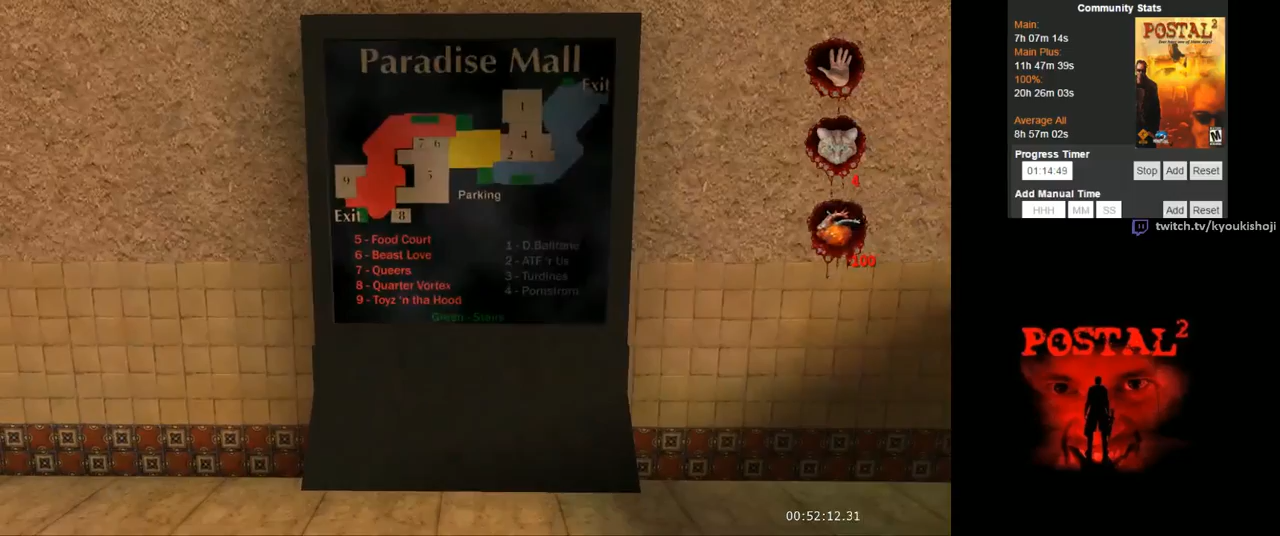 Paradise Mall
Exit
1
4
7 6
2 3
5
9
Parking
Exit
8
5 - Food Court
6 - Beast Love
7 - Queers
8 - Quarter Vortex
9 - Toyz 'n tha Hood
2 - ATF 'r Us
3 - Turdines
4 - Pornstrom
Green - Stairs
100
00:52:12.31
Community Stats
Main:
7h 07m 14s
Main Plus:
11h 47m 39s
100%:
20h 26m 03s
Average All
8h 57m 02s
POSTAL 2
Progress Timer
01:14:49
Stop
Add
Reset
Add Manual Time
HHH
MM
SS
Add
Reset
twitch.tv/kyoukishoji
POSTAL 2